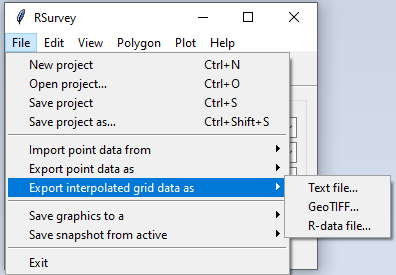 RSurvey
File Edit View Polygon Plot Help
New project Ctrl+N
Open project... Ctrl+O
Save project Ctrl+S
Save project as... Ctrl+Shift+S
Import point data from
Export point data as
Export interpolated grid data as
Text file...
GeoTIFF...
R-data file...
Save graphics to a
Save snapshot from active
Exit